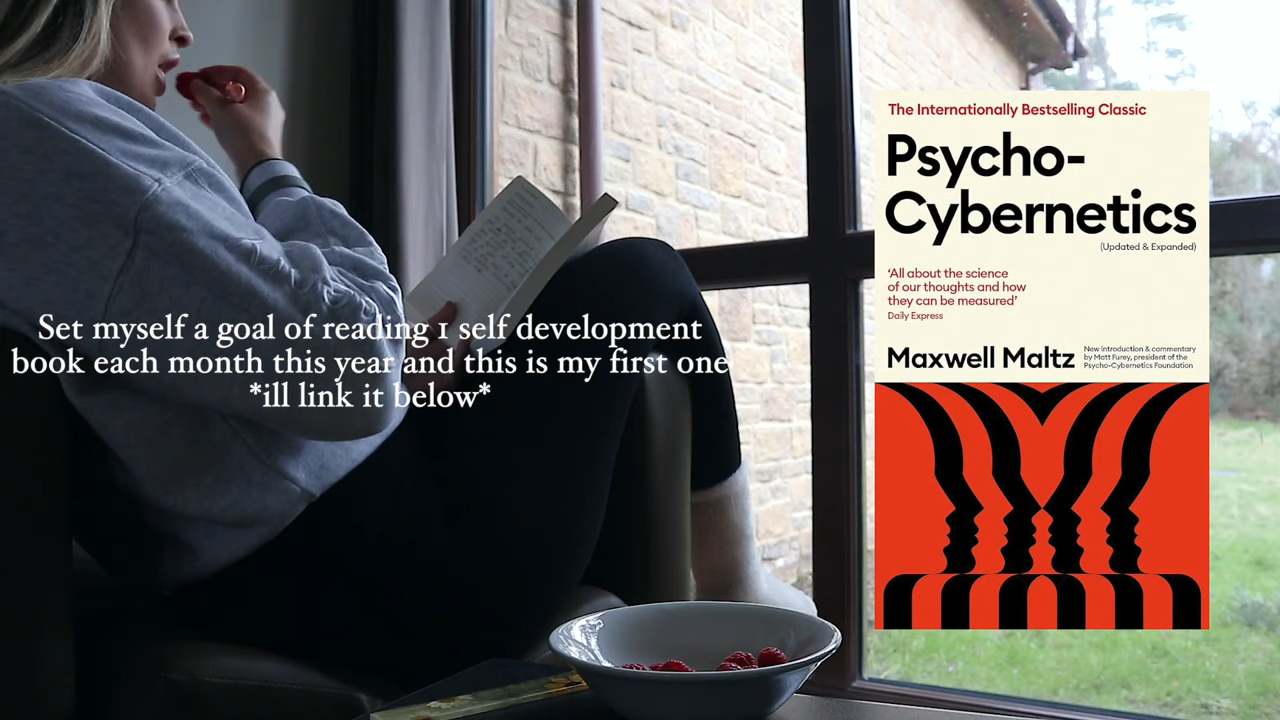 Set myself a goal of reading 1 self development
book each month this year and this is my first one
*ill link it below*
The Internationally Bestselling Classic
Psycho-
Cybernetics
(Updated & Expanded)
‘All about the science
of our thoughts and how
they can be measured’
Daily Express
Maxwell Maltz
New introduction & commentary
by Matt Furey, president of the
Psycho-Cybernetics Foundation